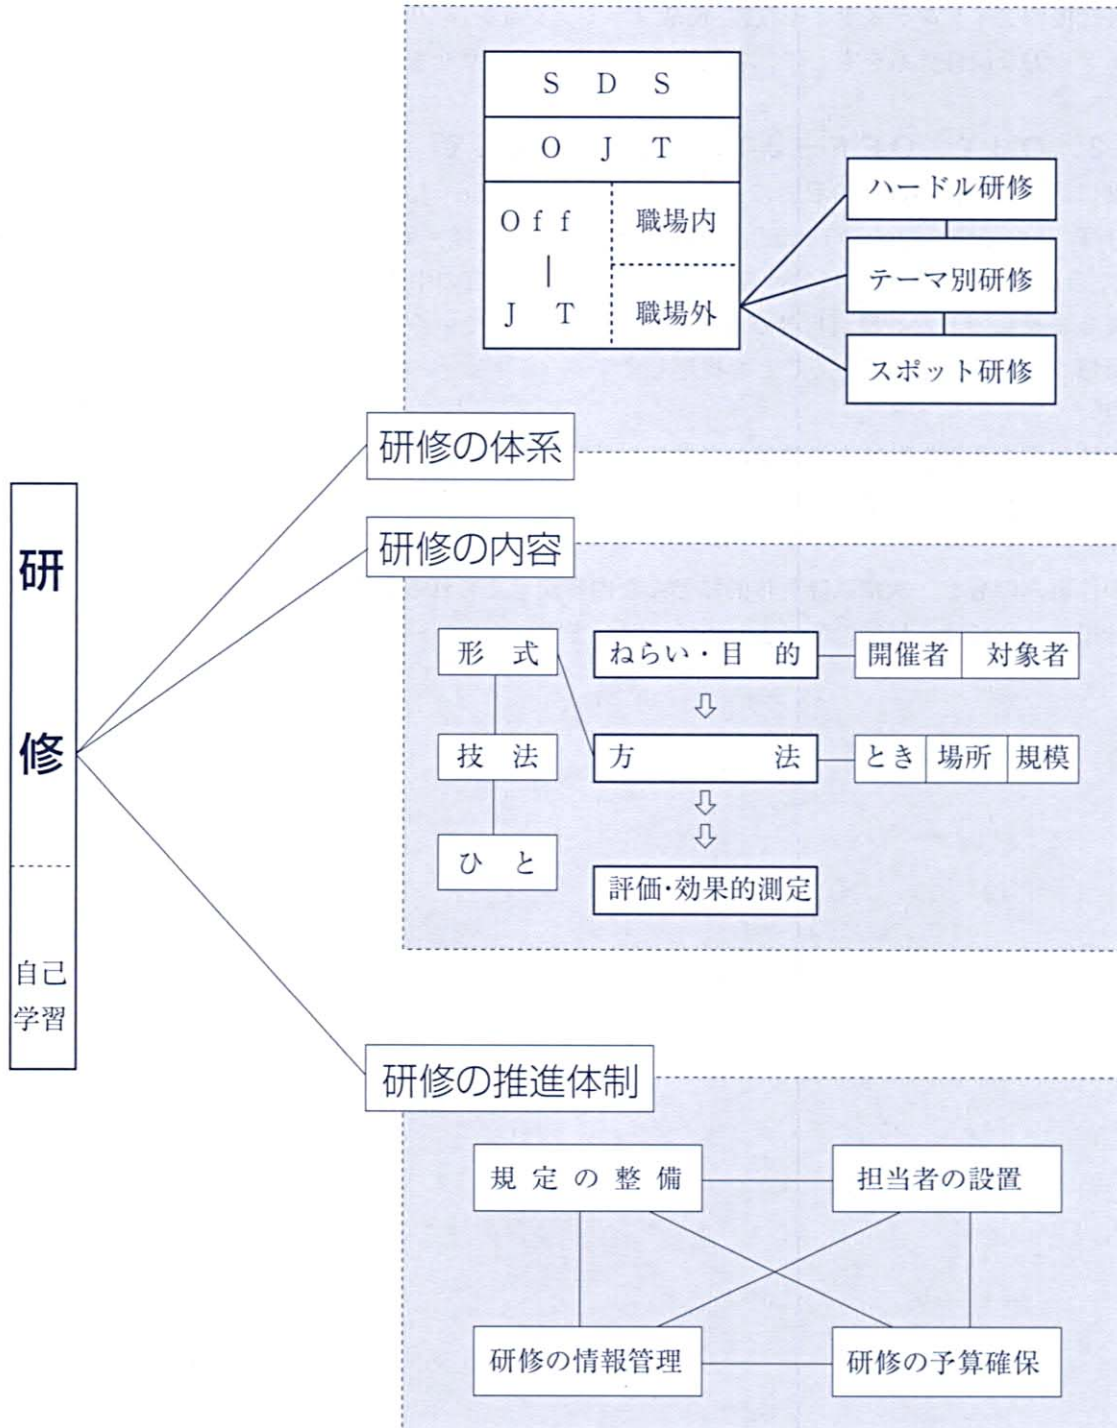 S D S
O J T
Off
|
J T
職場内
職場外
ハードル研修
テーマ別研修
スポット研修
研修の体系
研修
自己
学習
研修の内容
形 式
ねらい・目 的
開催者 対象者
技 法
方 法
とき 場所 規模
ひ と
評価・効果的測定
研修の推進体制
規 定 の 整 備
担当者の設置
研修の情報管理
研修の予算確保